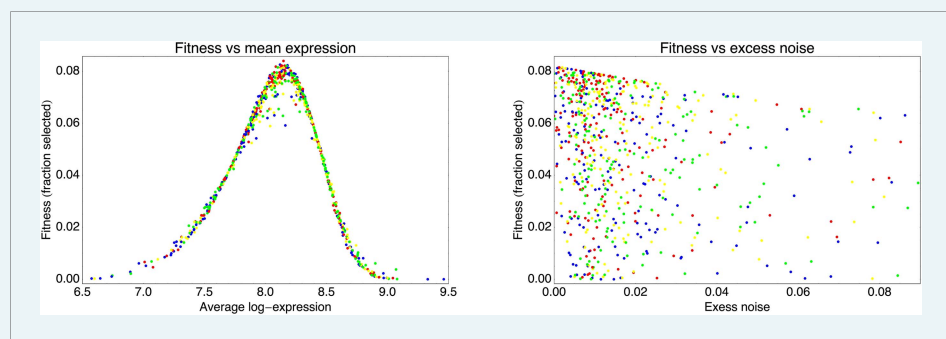 Fitness vs mean expression
Fitness (fraction selected)
0.08
0.06
0.04
0.02
0.00
6.5 7.0 7.5 8.0 8.5 9.0 9.5
Average log-expression
Fitness vs excess noise
Fitness (fraction selected)
0.08
0.06
0.04
0.02
0.00
0.00 0.02 0.04 0.06 0.08
Exess noise